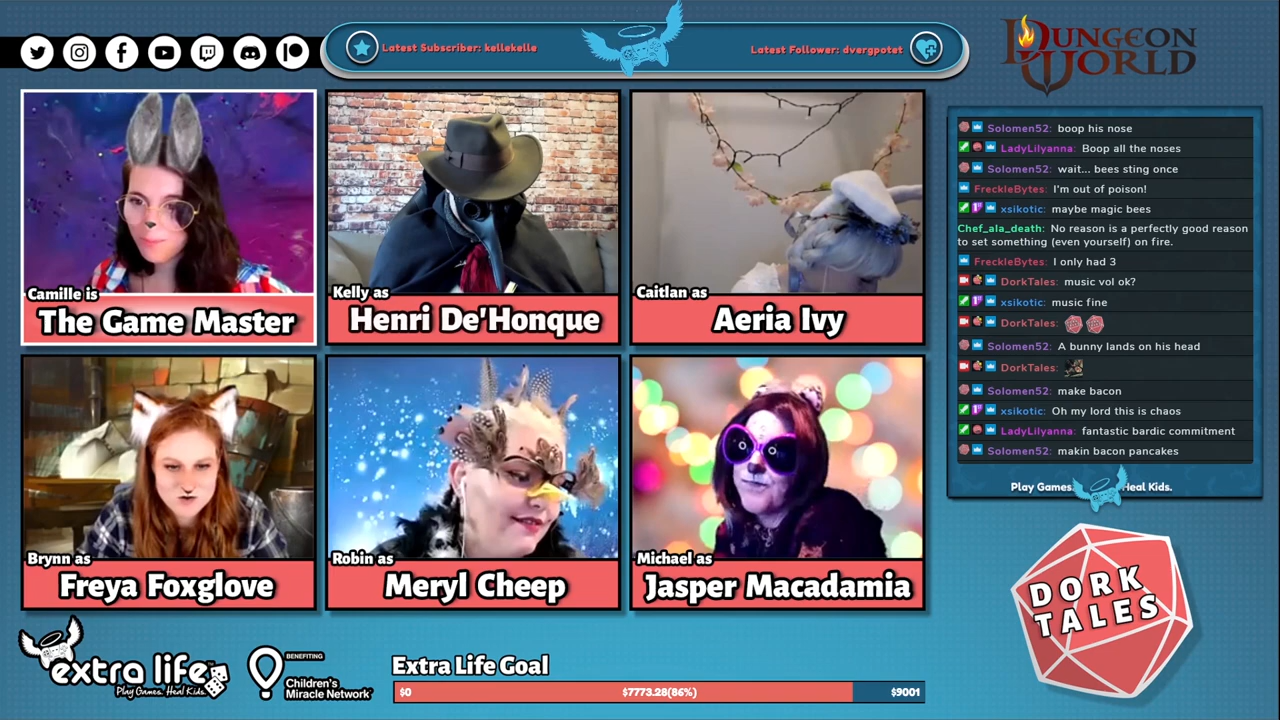 Latest Subscriber: kellekelle
Latest Follower: dvergpotet
DUNGEON
WORLD
Camille is
The Game Master
Kelly as
Henri De'Honque
Caitlan as
Aeria Ivy
Brynn as
Freya Foxglove
Robin as
Meryl Cheep
Michael as
Jasper Macadamia
Solomen52: boop his nose
LadyLilyanna: Boop all the noses
Solomen52: wait... bees sting once
FreckleBytes: I'm out of poison!
xsikotic: maybe magic bees
Chef_ala_death: No reason is a perfectly good reason
to set something (even yourself) on fire.
FreckleBytes: I only had 3
DorkTales: music vol ok?
xsikotic: music fine
DorkTales:
Solomen52: A bunny lands on his head
DorkTales:
Solomen52: make bacon
xsikotic: Oh my lord this is chaos
LadyLilyanna: fantastic bardic commitment
Solomen52: makin bacon pancakes
Play Games. Heal Kids.
DORK
TALES
extra life
Play Games. Heal Kids.
BENEFITING
Children's
Miracle Network
Extra Life Goal
$0 $7773.28(86%) $9001